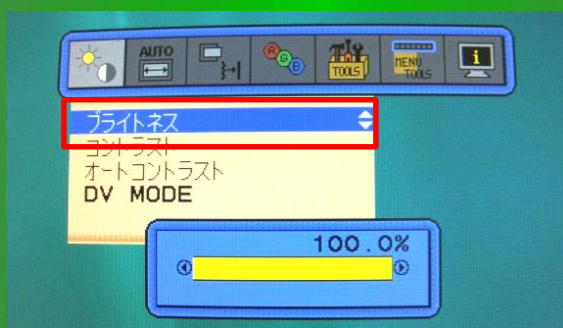 AUTO
R G B
TOOLS
MENU TOOLS
i
ブライトネス
コントラスト
オートコントラスト
DV MODE
100.0%